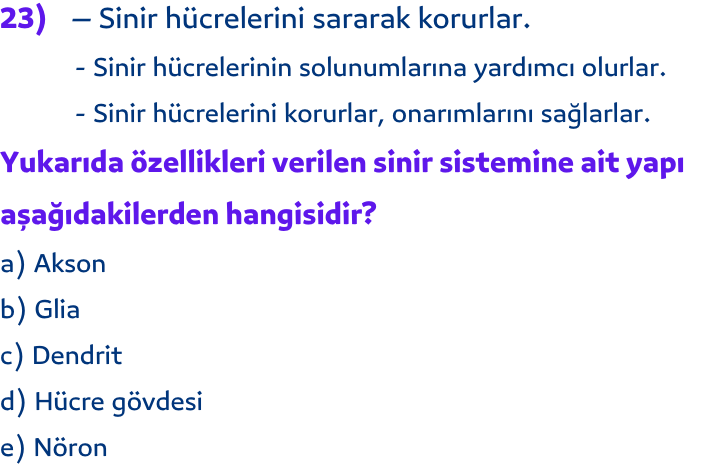 23) – Sinir hücrelerini sararak korurlar.
- Sinir hücrelerinin solunumlarına yardımcı olurlar.
- Sinir hücrelerini korurlar, onarımlarını sağlarlar.
Yukarıda özellikleri verilen sinir sistemine ait yapı
aşağıdakilerden hangisidir?
a) Akson
b) Glia
c) Dendrit
d) Hücre gövdesi
e) Nöron